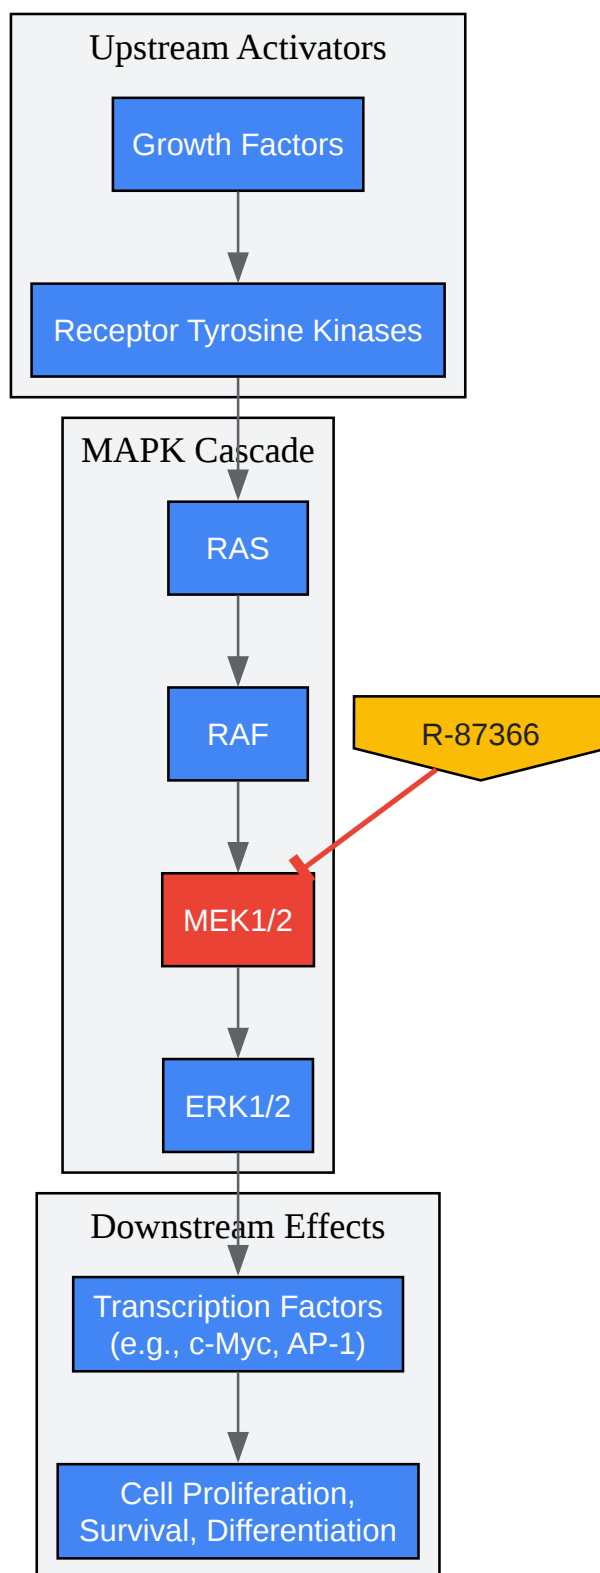 Upstream Activators
Growth Factors
Receptor Tyrosine Kinases
MAPK Cascade
RAS
RAF
R-87366
MEK1/2
ERK1/2
Downstream Effects
Transcription Factors
(e.g., c-Myc, AP-1)
Cell Proliferation,
Survival, Differentiation